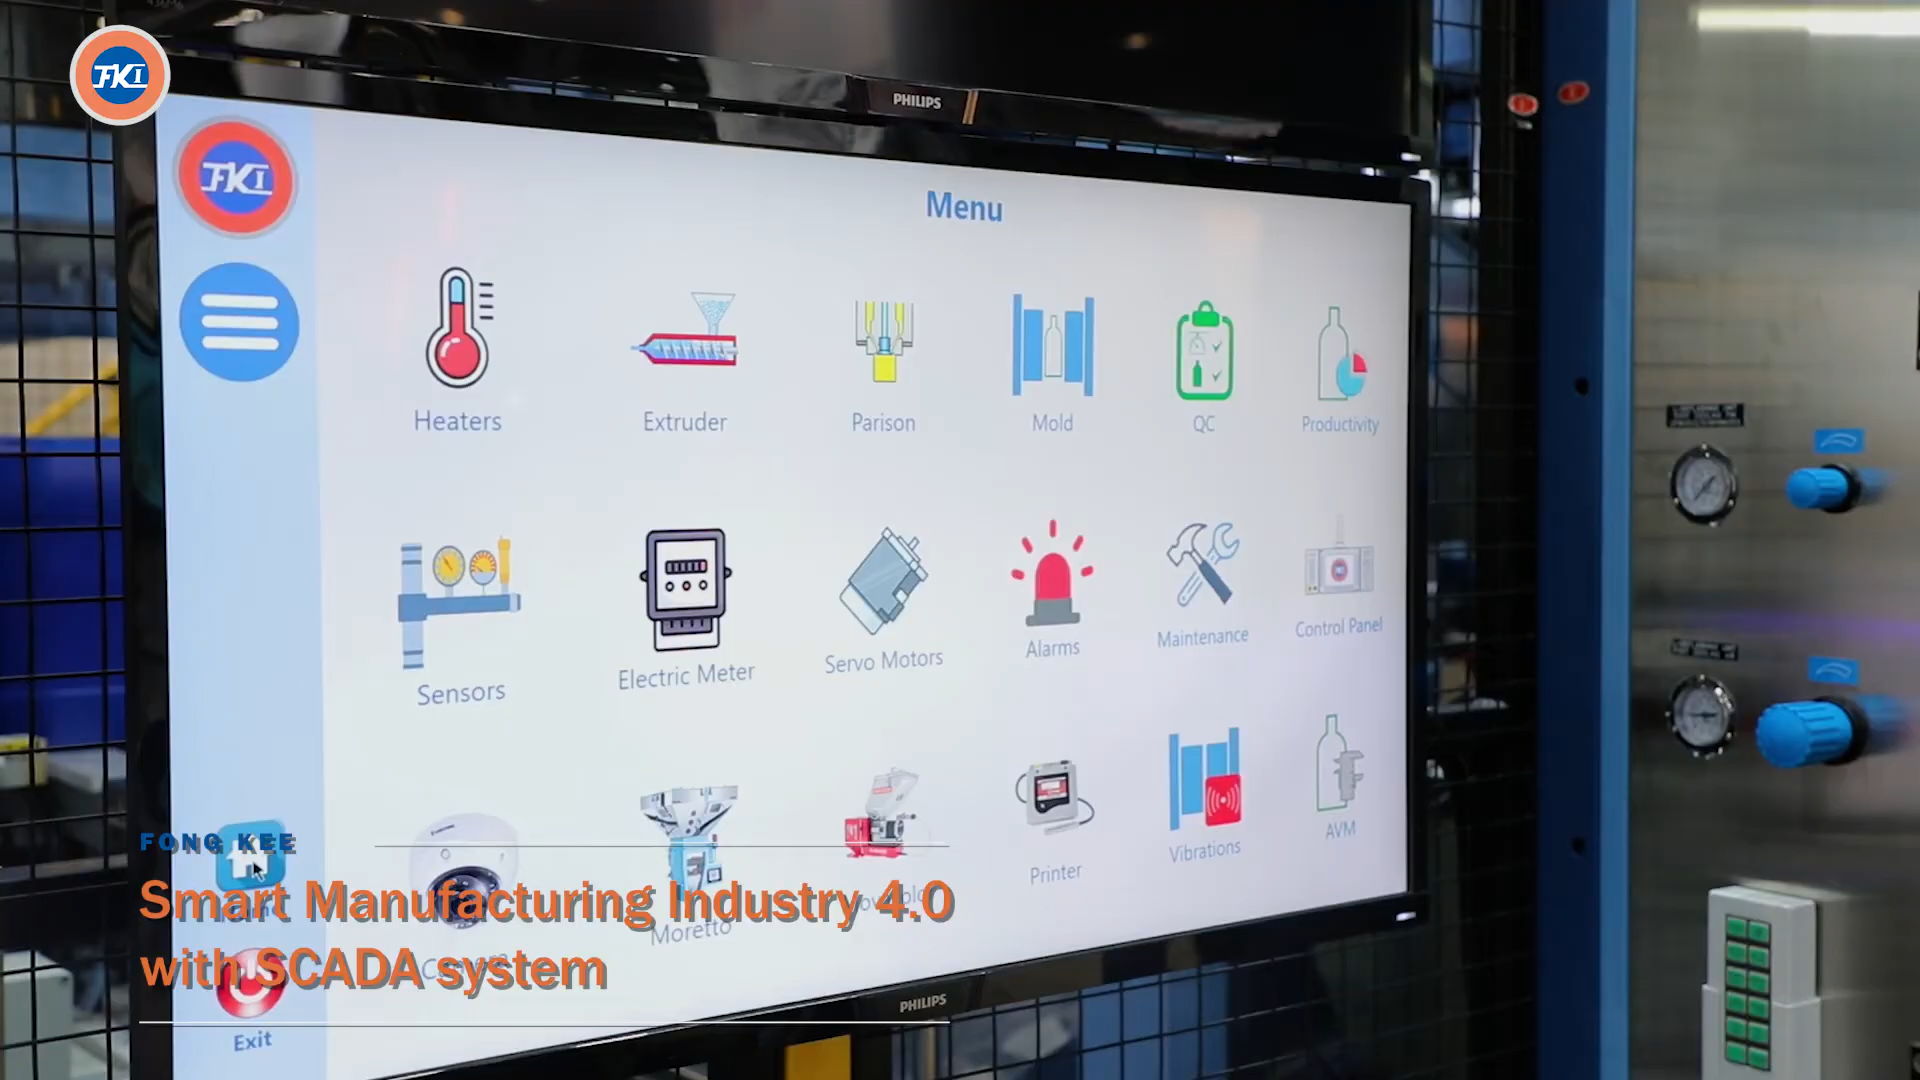 FKI
PHILIPS
FKI
Menu
Heaters
Extruder
Parison
Mold
QC
Productivity
Sensors
Electric Meter
Servo Motors
Alarms
Maintenance
Control Panel
Moretto
Printer
Vibrations
AVM
FONG KEE
Smart Manufacturing Industry 4.0
with SCADA system
Exit
PHILIPS